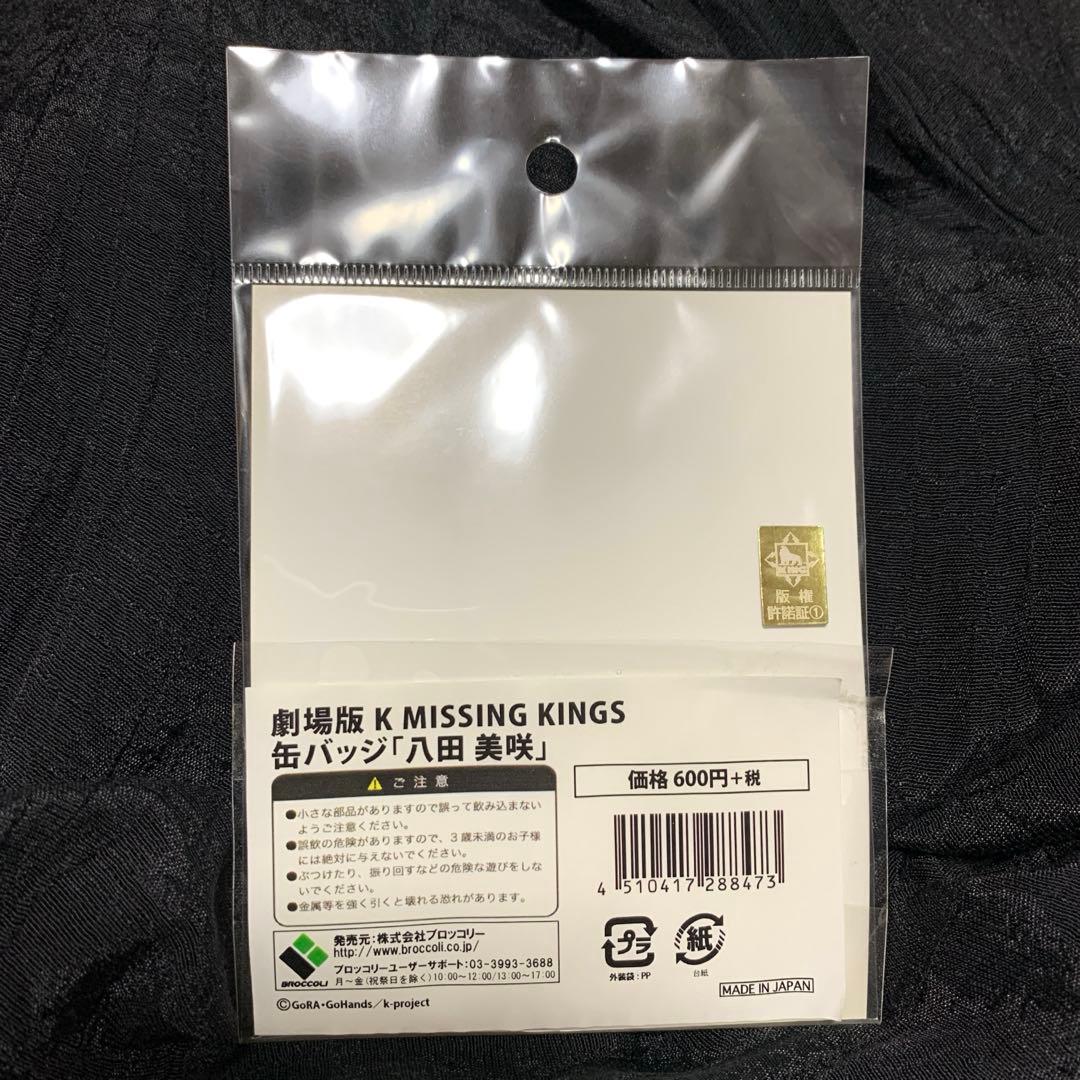 KING
版権
許諾証①
劇場版 K MISSING KINGS
缶バッジ「八田 美咲」
ご注意
●小さな部品がありますので誤って飲み込まない
ようご注意ください。
●誤飲の危険がありますので、3歳未満のお子様
には絶対に与えないでください。
●ぶつけたり、振り回すなどの危険な遊びをしな
いでください。
●金属等を強く引くと壊れる恐れがあります。
価格 600円+税
4 510417 288473
BROCCOLI
発売元:株式会社ブロッコリー
http://www.broccoli.co.jp/
ブロッコリーユーザーサポート:03-3993-3688
月～金(祝祭日を除く)10:00～12:00/13:00～17:00
プラ
外装袋:PP
紙
台紙
MADE IN JAPAN
©GoRA・GoHands/k-project